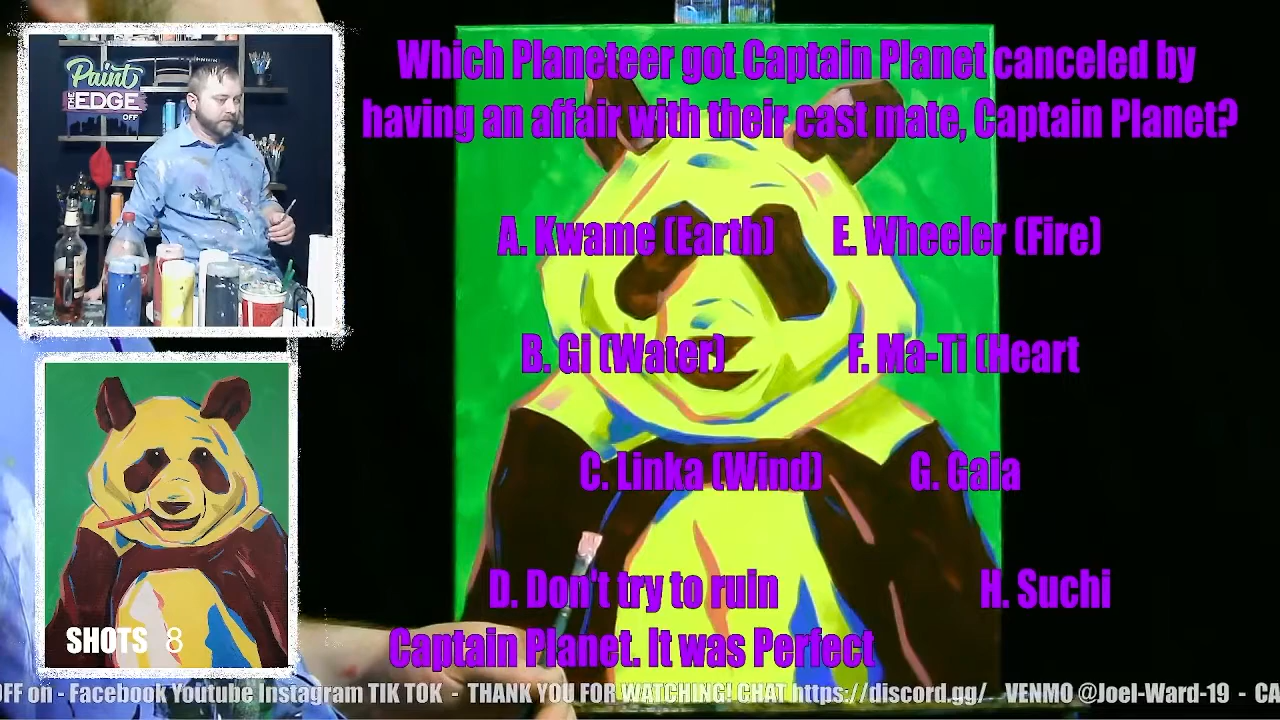 Paint
THE EDGE
OFF
Which Planeteer got Captain Planet canceled by
having an affair with their cast mate, Captain Planet?
A. Kwame (Earth)
E. Wheeler (Fire)
B. Gi (Water)
F. Ma-Ti (Heart
C. Linka (Wind)
G. Gaia
D. Don't try to ruin
Captain Planet. It was Perfect
H. Suchi
SHOTS 8
OFF on - Facebook Youtube Instagram TIK TOK - THANK YOU FOR WATCHING! CHAT https://discord.gg/ - VENMO @Joel-Ward-19 - CA